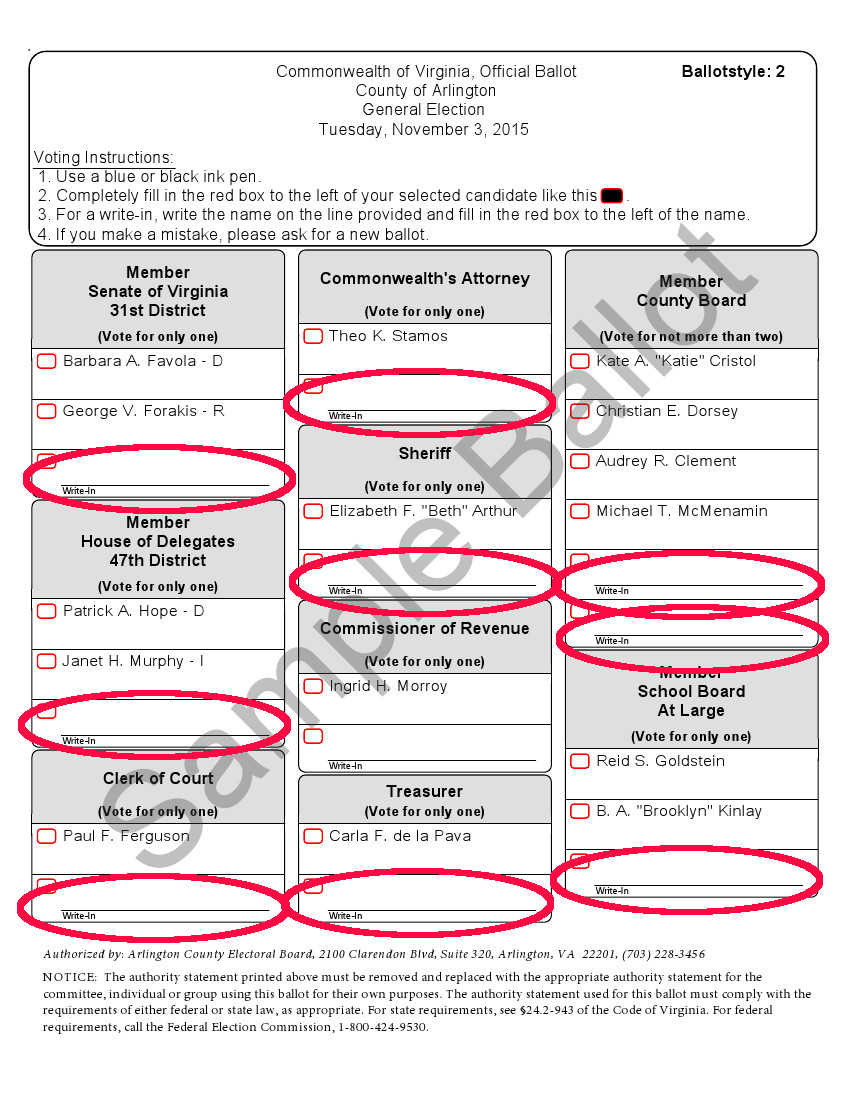 Commonwealth of Virginia, Official Ballot
Ballotstyle: 2
County of Arlington
General Election
Tuesday, November 3, 2015
Voting Instructions:
1. Use a blue or black ink pen.
2. Completely fill in the red box to the left of your selected candidate like this .
3. For a write-in, write the name on the line provided and fill in the red box to the left of the name.
4. If you make a mistake, please ask for a new ballot.
Member
Senate of Virginia
31st District
(Vote for only one)
Barbara A. Favola - D
George V. Forakis - R
Write-In
Member
House of Delegates
47th District
(Vote for only one)
Patrick A. Hope - D
Janet H. Murphy - I
Write-In
Clerk of Court
(Vote for only one)
Paul F. Ferguson
Write-In
Commonwealth's Attorney
(Vote for only one)
Theo K. Stamos
Write-In
Sheriff
(Vote for only one)
Elizabeth F. "Beth" Arthur
Write-In
Commissioner of Revenue
(Vote for only one)
Ingrid H. Morroy
Write-In
Treasurer
(Vote for only one)
Carla F. de la Pava
Write-In
Member
County Board
(Vote for not more than two)
Kate A. "Katie" Cristol
Christian E. Dorsey
Audrey R. Clement
Michael T. McMenamin
Write-In
Write-In
Member
School Board
At Large
(Vote for only one)
Reid S. Goldstein
B. A. "Brooklyn" Kinlay
Write-In
Sample Ballot
Authorized by: Arlington County Electoral Board, 2100 Clarendon Blvd, Suite 320, Arlington, VA 22201, (703) 228-3456
NOTICE: The authority statement printed above must be removed and replaced with the appropriate authority statement for the
committee, individual or group using this ballot for their own purposes. The authority statement used for this ballot must comply with the
requirements of either federal or state law, as appropriate. For state requirements, see §24.2-943 of the Code of Virginia. For federal
requirements, call the Federal Election Commission, 1-800-424-9530.